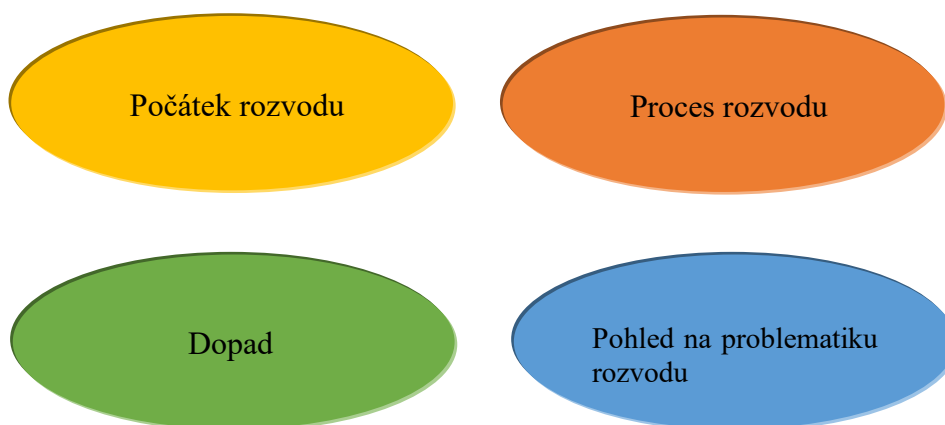 Počátek rozvodu
Proces rozvodu
Dopad
Pohled na problematiku
rozvodu